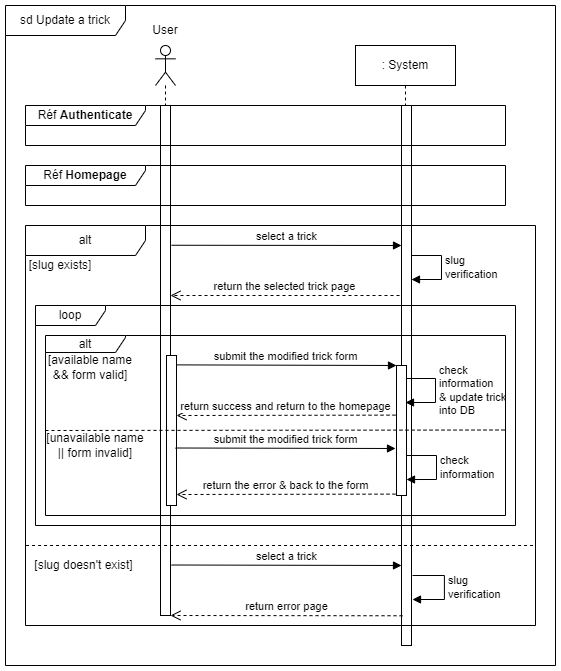 sd Update a trick
User
: System
Réf Authenticate
Réf Homepage
alt
select a trick
[slug exists]
slug
verification
return the selected trick page
loop
alt
[available name
&& form valid]
submit the modified trick form
check
information
& update trick
into DB
return success and return to the homepage
[unavailable name
|| form invalid]
submit the modified trick form
check
information
return the error & back to the form
[slug doesn't exist]
select a trick
slug
verification
return error page